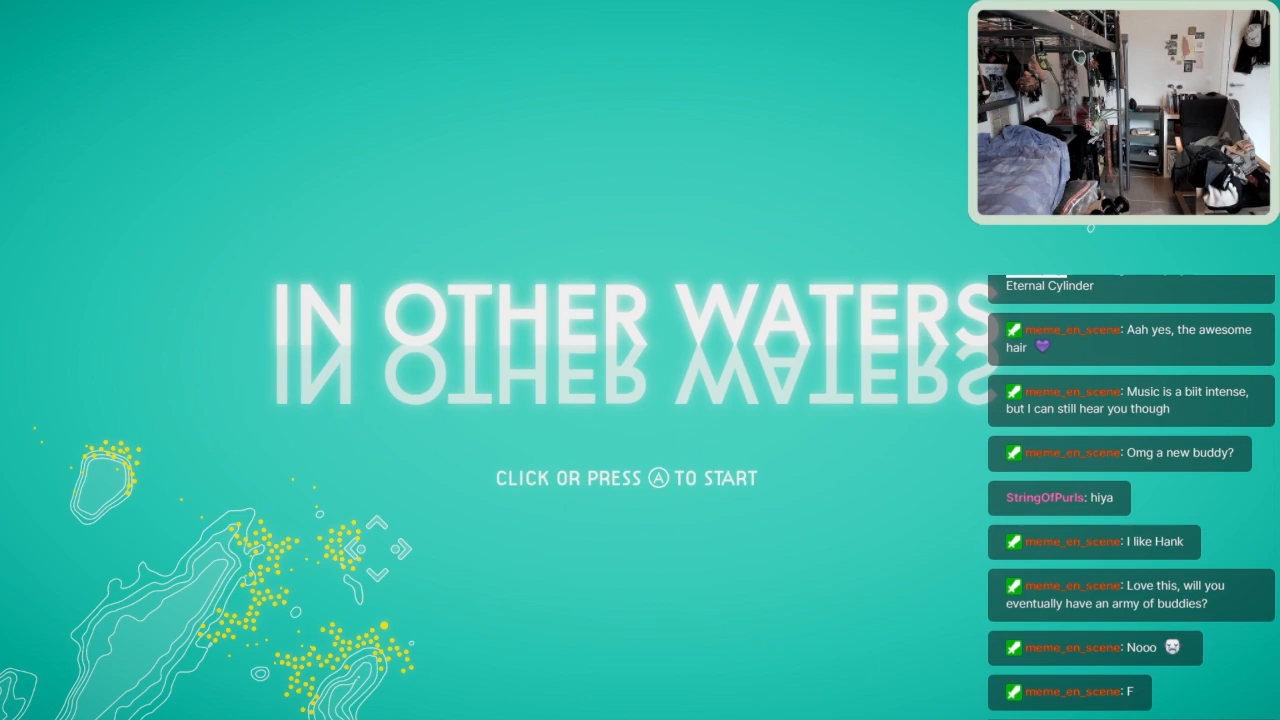 IN OTHER WATERS
CLICK OR PRESS A TO START
Eternal Cylinder
meme_en_scene: Aah yes, the awesome
hair
meme_en_scene: Music is a biit intense,
but I can still hear you though
meme_en_scene: Omg a new buddy?
StringOfPurls: hiya
meme_en_scene: I like Hank
meme_en_scene: Love this, will you
eventually have an army of buddies?
meme_en_scene: Nooo
meme_en_scene: F